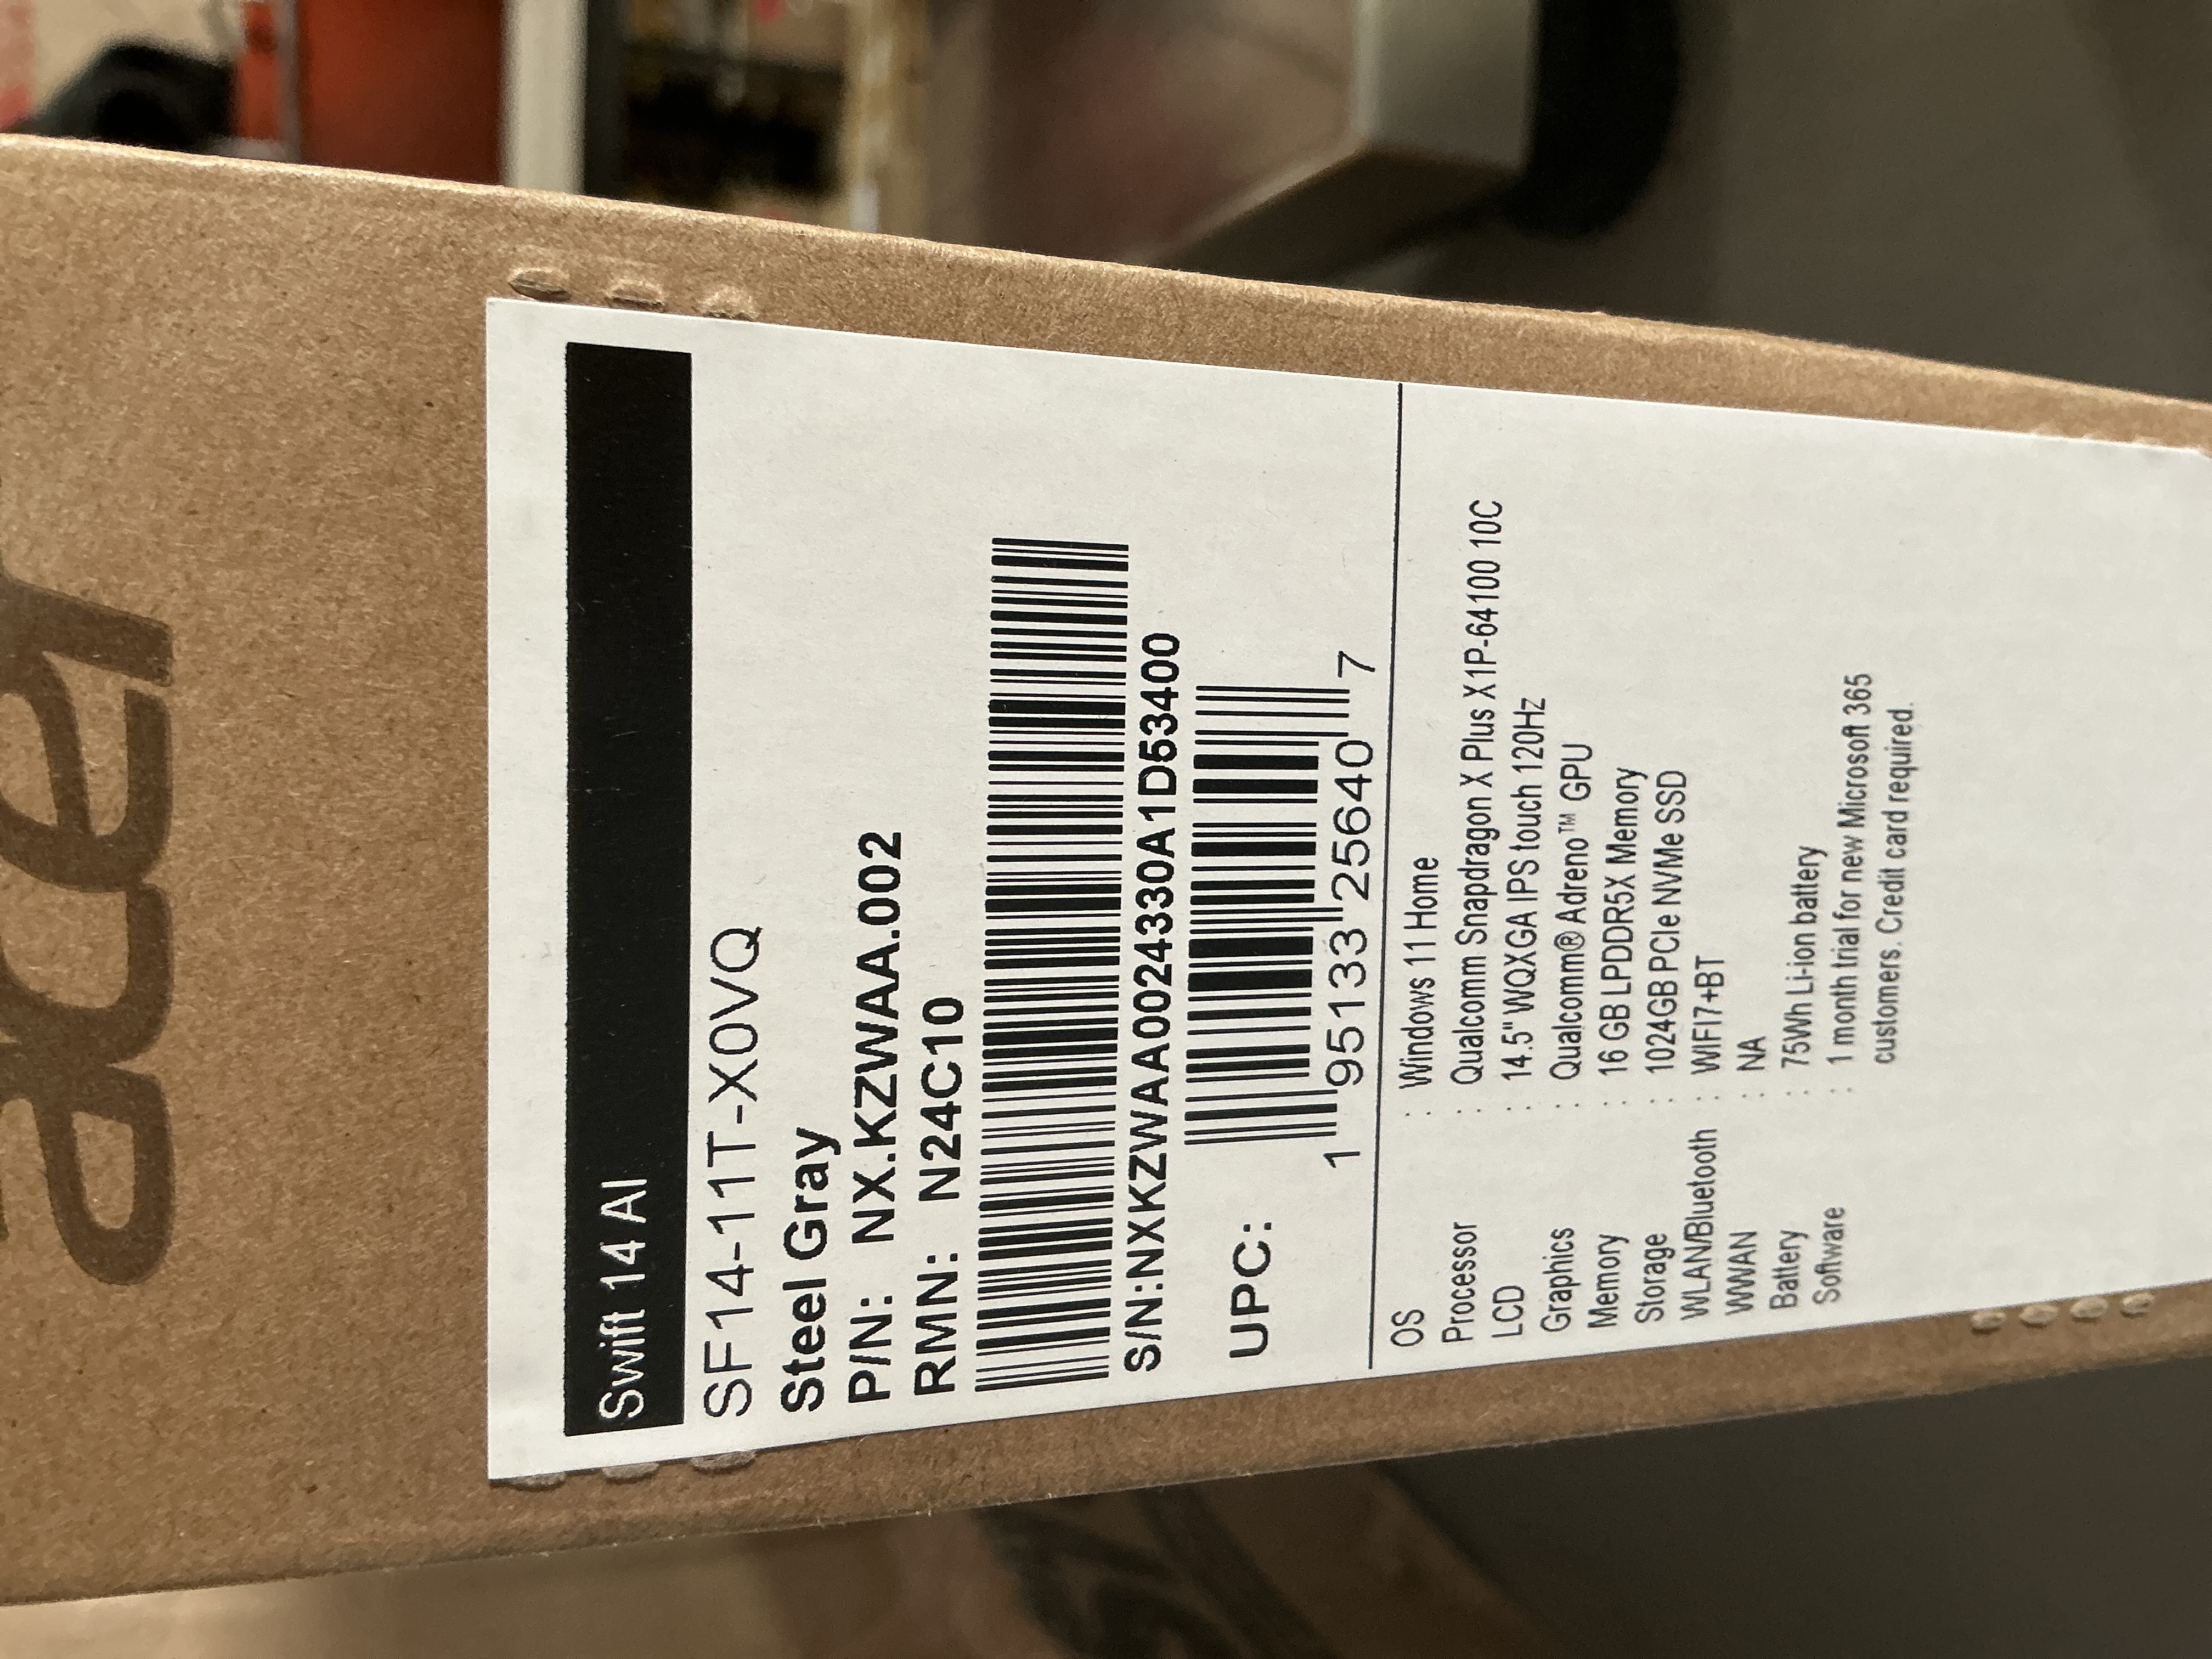 acer
Swift 14 AI
SF14-11T-X0VQ
Steel Gray
P/N: NX.KZWAA.002
RMN: N24C10
S/N:NXKZWAA0024330A1D53400
UPC: 1 95133 25640 7
OS : Windows 11 Home
Processor : Qualcomm Snapdragon X Plus X1P-64100 10C
LCD : 14.5" WQXGA IPS touch 120Hz
Graphics : Qualcomm® Adreno™ GPU
Memory : 16 GB LPDDR5X Memory
Storage : 1024GB PCIe NVMe SSD
WLAN/Bluetooth : WIFI7+BT
WWAN : NA
Battery : 75Wh Li-ion battery
Software : 1 month trial for new Microsoft 365
customers. Credit card required.